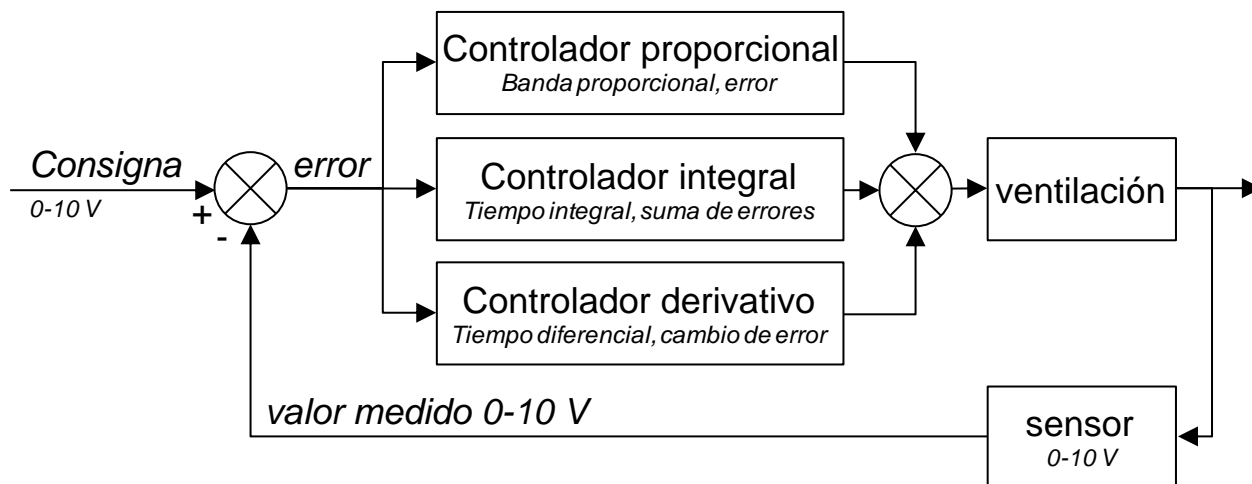 Controlador proporcional
Banda proporcional, error
Consigna
0-10 V
+
-
error
Controlador integral
Tiempo integral, suma de errores
ventilación
Controlador derivativo
Tiempo diferencial, cambio de error
valor medido 0-10 V
sensor
0-10 V